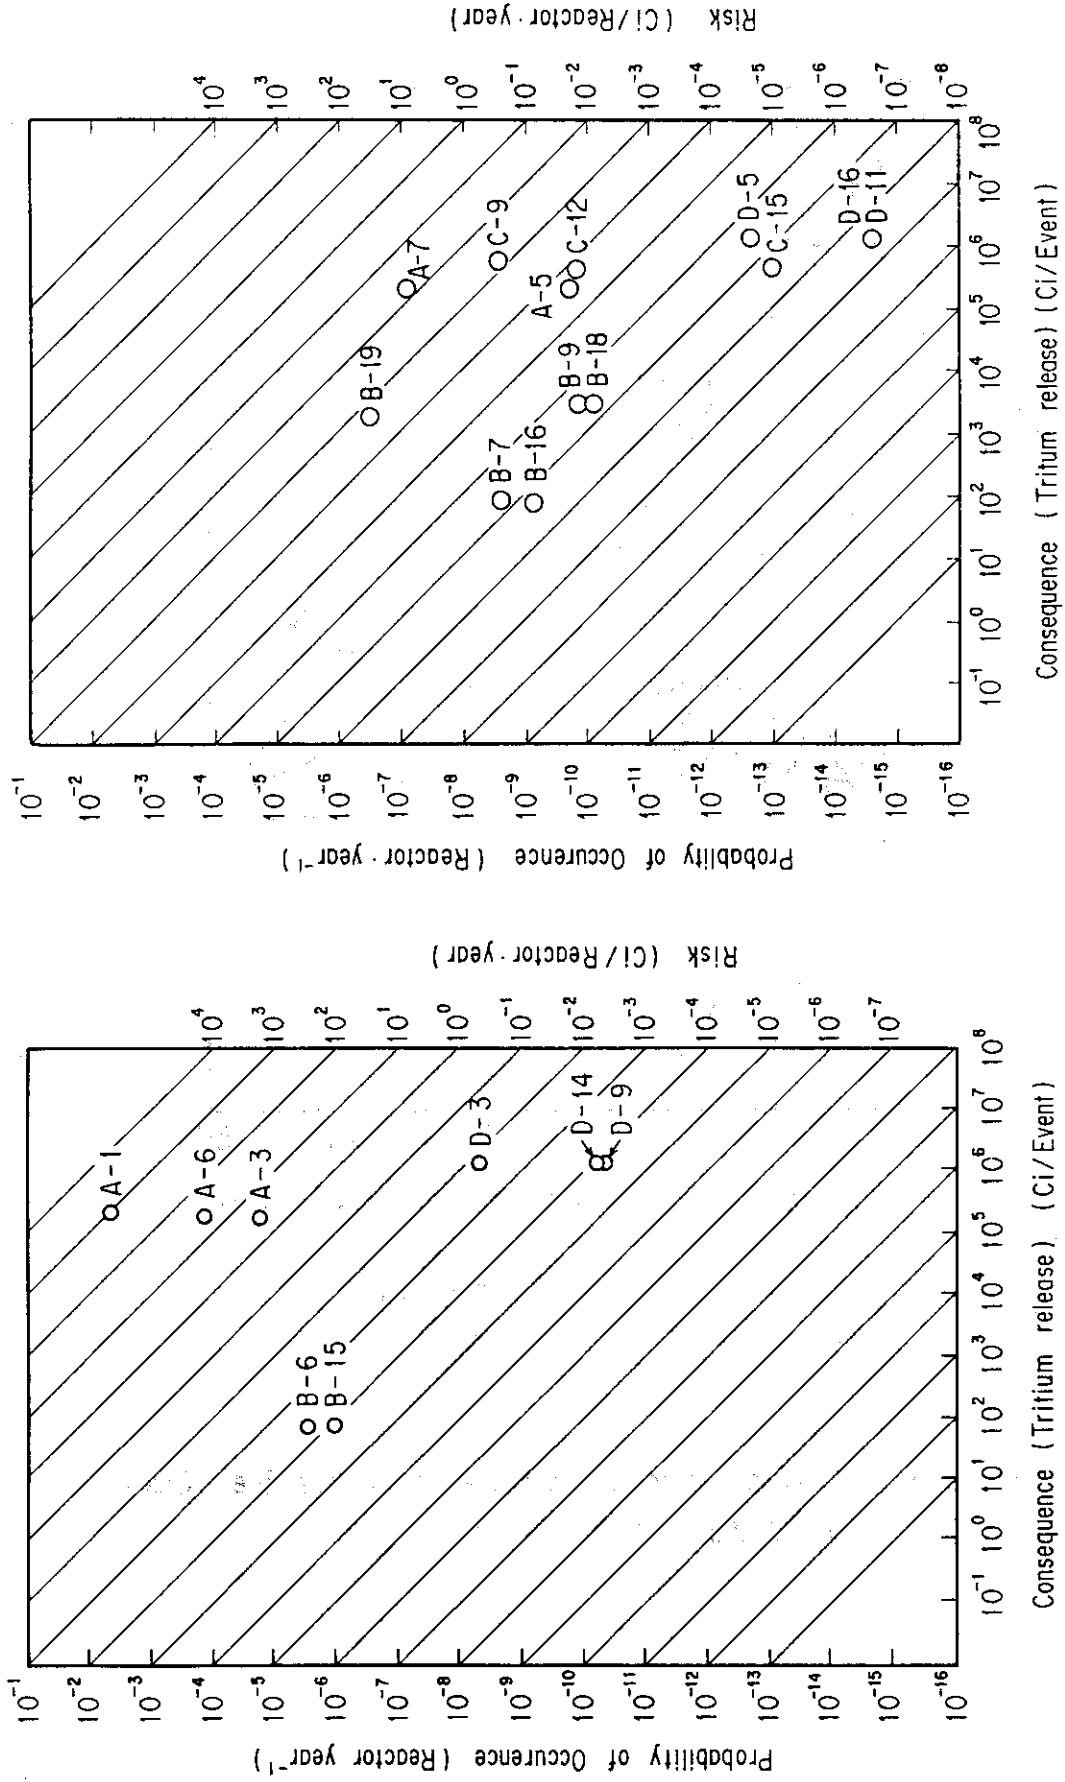 Risk (Ci/Reactor·year)
10⁻¹
10⁻²
10⁻³
10⁻⁴
10⁻⁵
10⁻⁶
10⁻⁷
10⁻⁸
10⁻⁹
10⁻¹⁰
10⁻¹¹
10⁻¹²
10⁻¹³
10⁻¹⁴
10⁻¹⁵
10⁻¹⁶
Probablity of Occurence (Reactor·year⁻¹)
10⁴
10³
10²
10¹
10⁰
10⁻¹
10⁻²
10⁻³
10⁻⁴
10⁻⁵
10⁻⁶
10⁻⁷
10⁻⁸
B-19
A-7
C-9
A-5
C-12
B-7
B-9
B-16
B-18
D-5
C-15
D-16
D-11
10⁻¹ 10⁰ 10¹ 10² 10³ 10⁴ 10⁵ 10⁶ 10⁷ 10⁸
Consequence (Tritum release) (Ci/Event)
Risk (Ci/Reactor·year)
10⁻¹
10⁻²
10⁻³
10⁻⁴
10⁻⁵
10⁻⁶
10⁻⁷
10⁻⁸
10⁻⁹
10⁻¹⁰
10⁻¹¹
10⁻¹²
10⁻¹³
10⁻¹⁴
10⁻¹⁵
10⁻¹⁶
Probablity of Occurence (Reactor year⁻¹)
10⁴
10³
10²
10¹
10⁰
10⁻¹
10⁻²
10⁻³
10⁻⁴
10⁻⁵
10⁻⁶
10⁻⁷
A-1
A-6
A-3
B-6
B-15
D-3
D-14
D-9
10⁻¹ 10⁰ 10¹ 10² 10³ 10⁴ 10⁵ 10⁶ 10⁷ 10⁸
Consequence (Tritium release) (Ci/Event)